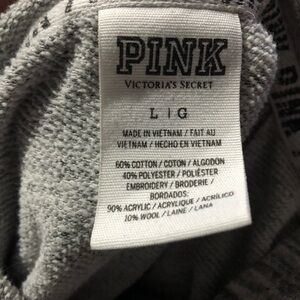 PINK
VICTORIA'S SECRET
L | G
MADE IN VIETNAM / FAIT AU
VIETNAM / HECHO EN VIETNAM
60% COTTON / COTON / ALGODÓN
40% POLYESTER / POLIÉSTER
EMBROIDERY / BRODERIE /
BORDADOS:
90% ACRYLIC / ACRYLIQUE / ACRÍLICO
10% WOOL / LAINE / LANA